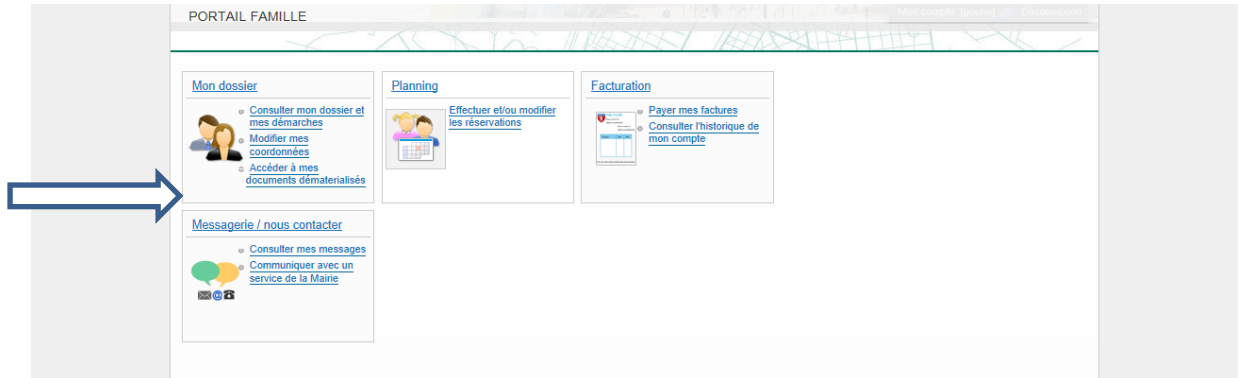 PORTAIL FAMILLE
Mon compte
Déconnexion
Mon dossier
Consulter mon dossier et
mes démarches
Modifier mes
coordonnées
Accéder à mes
documents dématerialisés
Planning
Effectuer et/ou modifier
les réservations
Facturation
FACTURE
Payer mes factures
Consulter l'historique de
mon compte
Messagerie / nous contacter
Consulter mes messages
Communiquer avec un
service de la Mairie
@